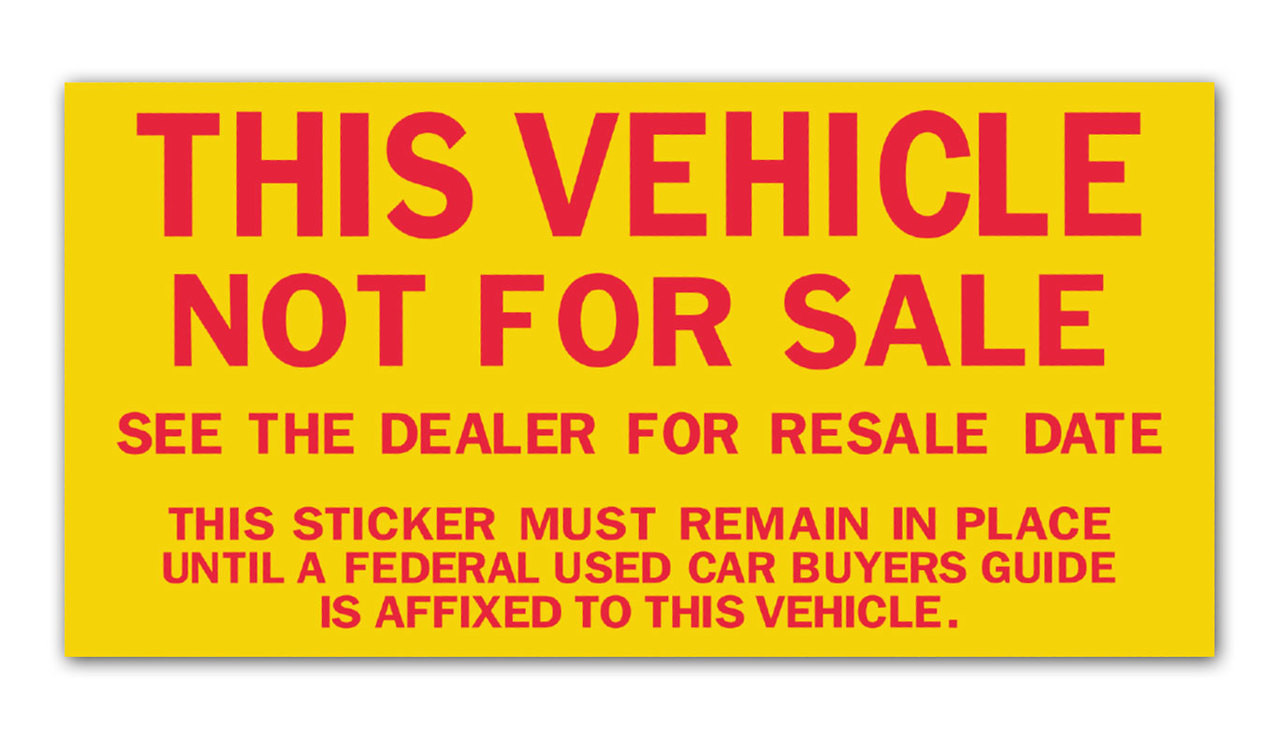 THIS VEHICLE
NOT FOR SALE
SEE THE DEALER FOR RESALE DATE
THIS STICKER MUST REMAIN IN PLACE
UNTIL A FEDERAL USED CAR BUYERS GUIDE
IS AFFIXED TO THIS VEHICLE.